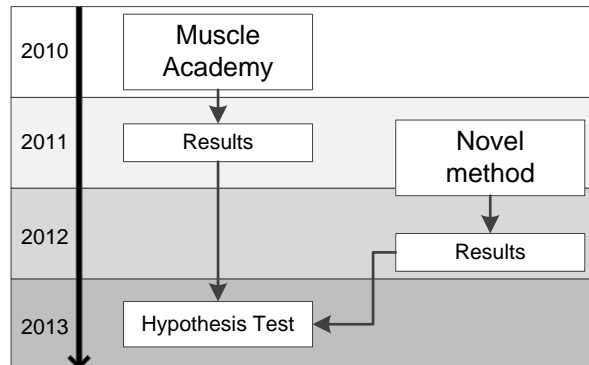 2010
Muscle
Academy
2011
Results
Novel
method
2012
Results
2013
Hypothesis Test